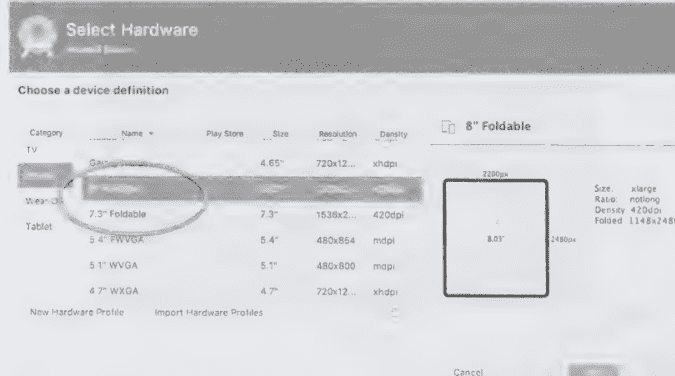 Select Hardware
Choose a device definition
Category Name Play Store Size Resolution Density
TV
4.65" 720x12... xhdpi
7.3" Foldable 7.3" 1536x2... 420dpi
Tablet
5.4" FWVGA 5.4" 480x854 mdpi
5.1" WVGA 5.1" 480x800 mdpi
4.7" WXGA 4.7" 720x12... xhdpi
New Hardware Profile Import Hardware Profiles
8" Foldable
2200px
8.03"
2480px
Size: xlarge
Ratio: notlong
Density: 420dpi
Folded: 1148x248
Cancel